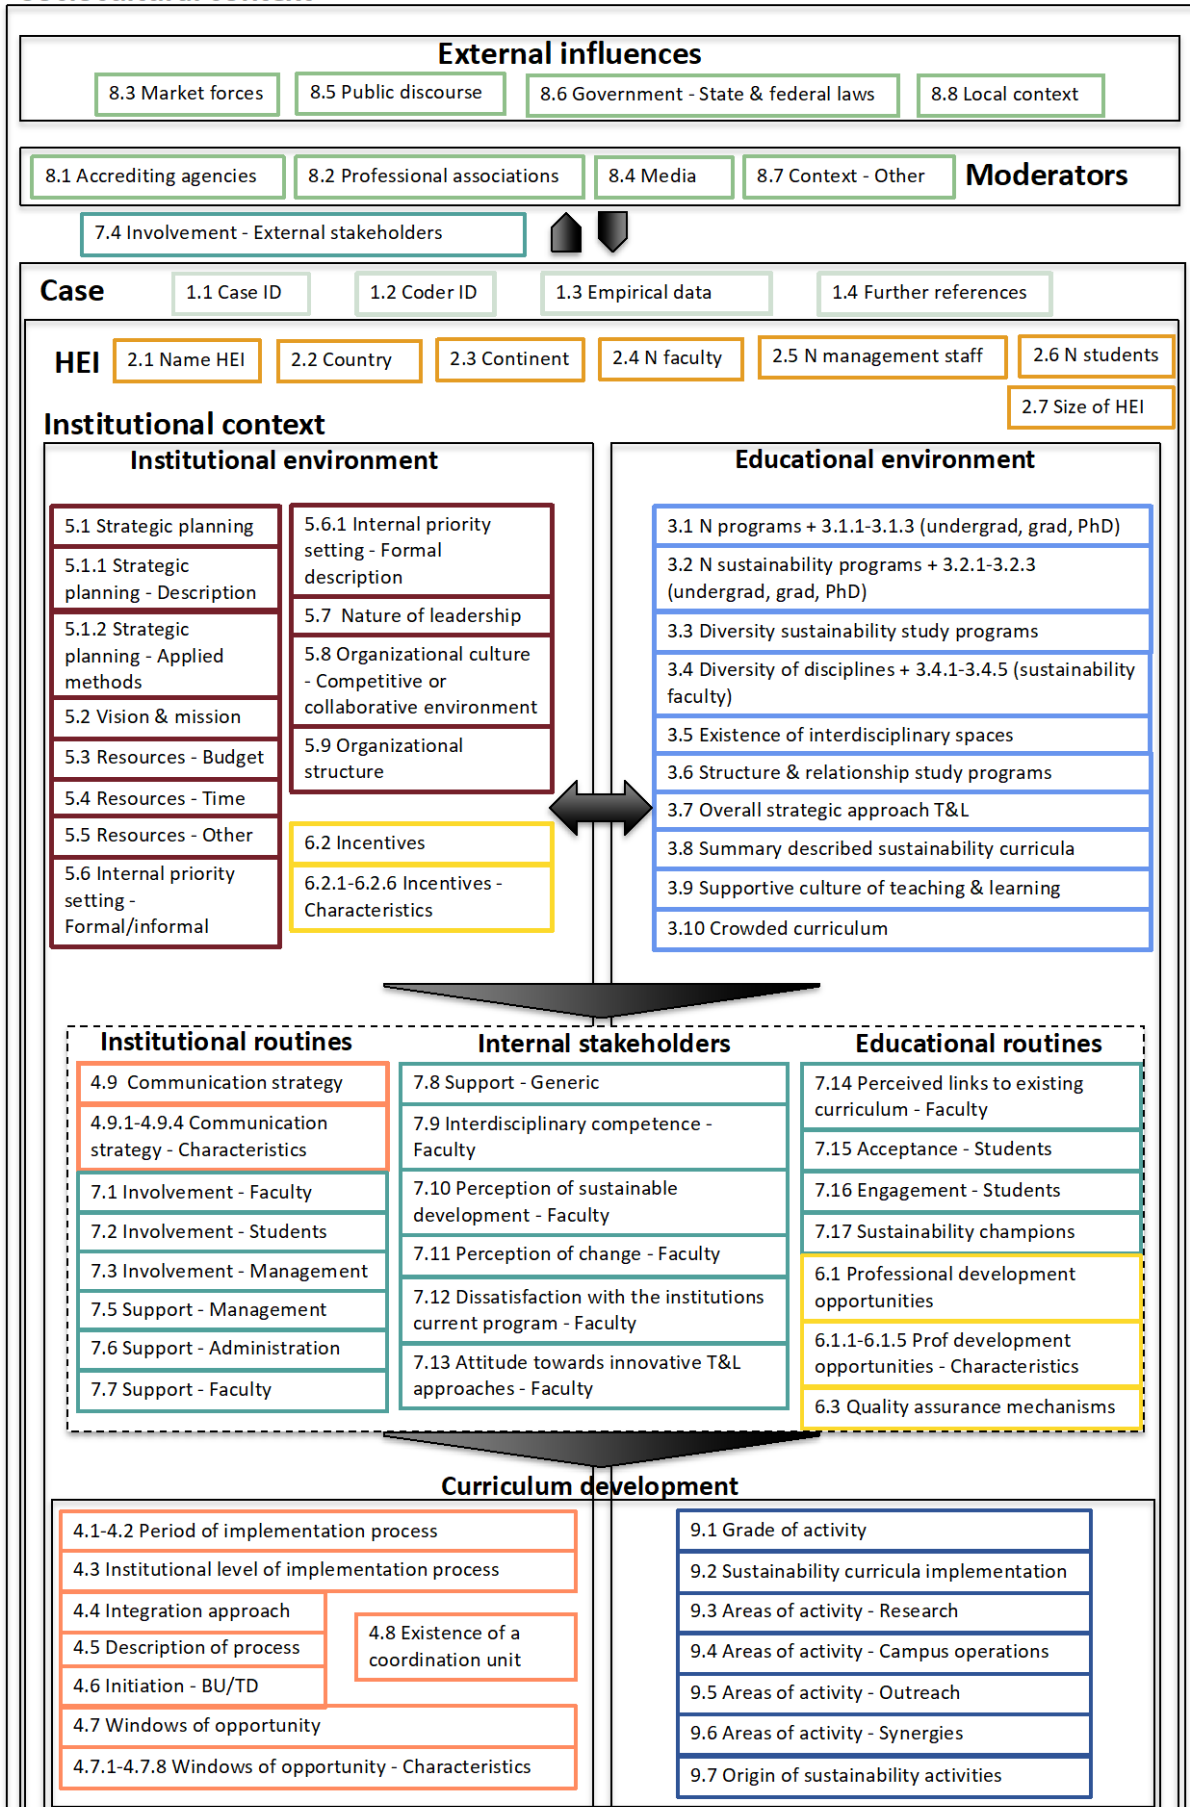 External influences
8.3 Market forces
8.5 Public discourse
8.6 Government - State & federal laws
8.8 Local context
8.1 Accrediting agencies
8.2 Professional associations
8.4 Media
8.7 Context - Other
Moderators
7.4 Involvement - External stakeholders
Case
1.1 Case ID
1.2 Coder ID
1.3 Empirical data
1.4 Further references
HEI
2.1 Name HEI
2.2 Country
2.3 Continent
2.4 N faculty
2.5 N management staff
2.6 N students
2.7 Size of HEI
Institutional context
Institutional environment
5.1 Strategic planning
5.1.1 Strategic
planning - Description
5.1.2 Strategic
planning - Applied
methods
5.2 Vision & mission
5.3 Resources - Budget
5.4 Resources - Time
5.5 Resources - Other
5.6 Internal priority
setting -
Formal/informal
5.6.1 Internal priority
setting - Formal
description
5.7 Nature of leadership
5.8 Organizational culture
- Competitive or
collaborative environment
5.9 Organizational
structure
6.2 Incentives
6.2.1-6.2.6 Incentives -
Characteristics
Educational environment
3.1 N programs + 3.1.1-3.1.3 (undergrad, grad, PhD)
3.2 N sustainability programs + 3.2.1-3.2.3
(undergrad, grad, PhD)
3.3 Diversity sustainability study programs
3.4 Diversity of disciplines + 3.4.1-3.4.5 (sustainability
faculty)
3.5 Existence of interdisciplinary spaces
3.6 Structure & relationship study programs
3.7 Overall strategic approach T&L
3.8 Summary described sustainability curricula
3.9 Supportive culture of teaching & learning
3.10 Crowded curriculum
Institutional routines
4.9 Communication strategy
4.9.1-4.9.4 Communication
strategy - Characteristics
7.1 Involvement - Faculty
7.2 Involvement - Students
7.3 Involvement - Management
7.5 Support - Management
7.6 Support - Administration
7.7 Support - Faculty
Internal stakeholders
7.8 Support - Generic
7.9 Interdisciplinary competence -
Faculty
7.10 Perception of sustainable
development - Faculty
7.11 Perception of change - Faculty
7.12 Dissatisfaction with the institutions
current program - Faculty
7.13 Attitude towards innovative T&L
approaches - Faculty
Educational routines
7.14 Perceived links to existing
curriculum - Faculty
7.15 Acceptance - Students
7.16 Engagement - Students
7.17 Sustainability champions
6.1 Professional development
opportunities
6.1.1-6.1.5 Prof development
opportunities - Characteristics
6.3 Quality assurance mechanisms
Curriculum development
4.1-4.2 Period of implementation process
4.3 Institutional level of implementation process
4.4 Integration approach
4.5 Description of process
4.6 Initiation - BU/TD
4.8 Existence of a
coordination unit
4.7 Windows of opportunity
4.7.1-4.7.8 Windows of opportunity - Characteristics
9.1 Grade of activity
9.2 Sustainability curricula implementation
9.3 Areas of activity - Research
9.4 Areas of activity - Campus operations
9.5 Areas of activity - Outreach
9.6 Areas of activity - Synergies
9.7 Origin of sustainability activities